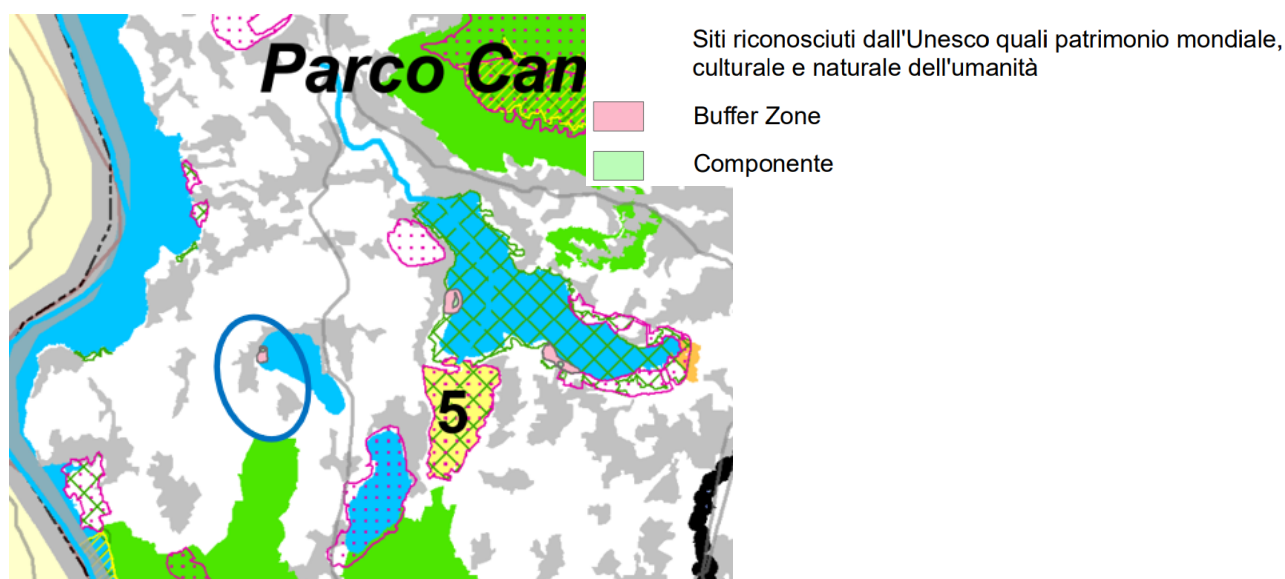 Parco Can
Siti riconosciuti dall'Unesco quali patrimonio mondiale,
culturale e naturale dell'umanità
Buffer Zone
Componente
5